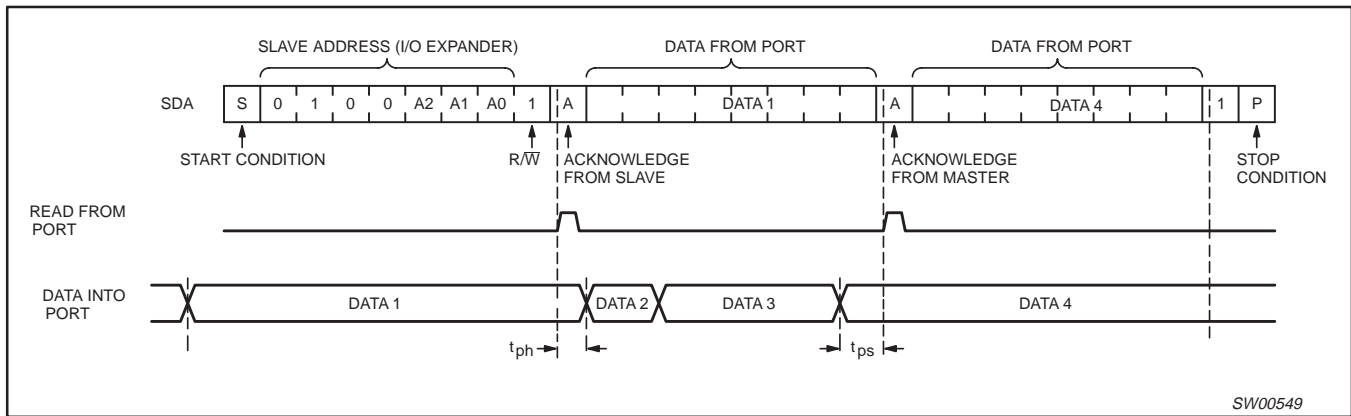 SLAVE ADDRESS (I/O EXPANDER) DATA FROM PORT DATA FROM PORT
SDA S 0 1 0 0 A2 A1 A0 1 A DATA 1 A DATA 4 1 P
START CONDITION R/W̅ ACKNOWLEDGE FROM SLAVE ACKNOWLEDGE FROM MASTER STOP CONDITION
READ FROM
PORT
DATA INTO
PORT
DATA 1 DATA 2 DATA 3 DATA 4
tph tps
SW00549